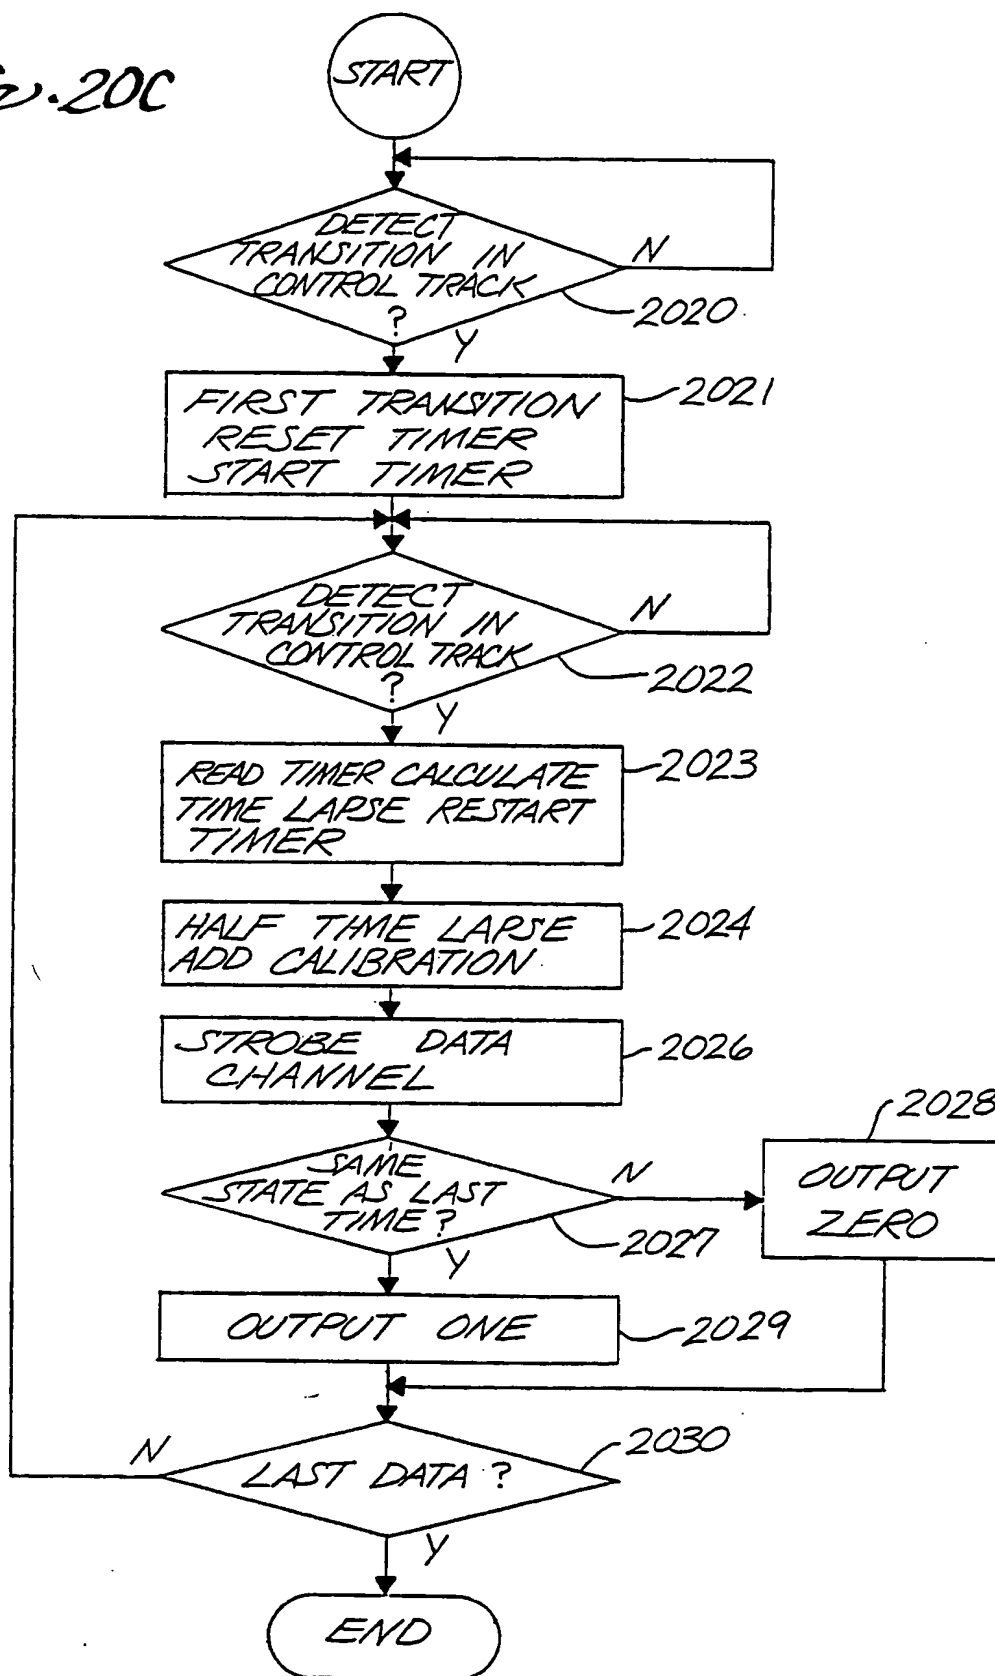 20C
START
DETECT
TRANSITION IN
CONTROL TRACK
?
N
2020
Y
FIRST TRANSITION
RESET TIMER
START TIMER
2021
DETECT
TRANSITION IN
CONTROL TRACK
?
N
2022
Y
READ TIMER CALCULATE
TIME LAPSE RESTART
TIMER
2023
HALF TIME LAPSE
ADD CALIBRATION
2024
STROBE DATA
CHANNEL
2026
SAME
STATE AS LAST
TIME?
N
2027
Y
2028
OUTPUT
ZERO
OUTPUT ONE
2029
LAST DATA?
N
2030
Y
END